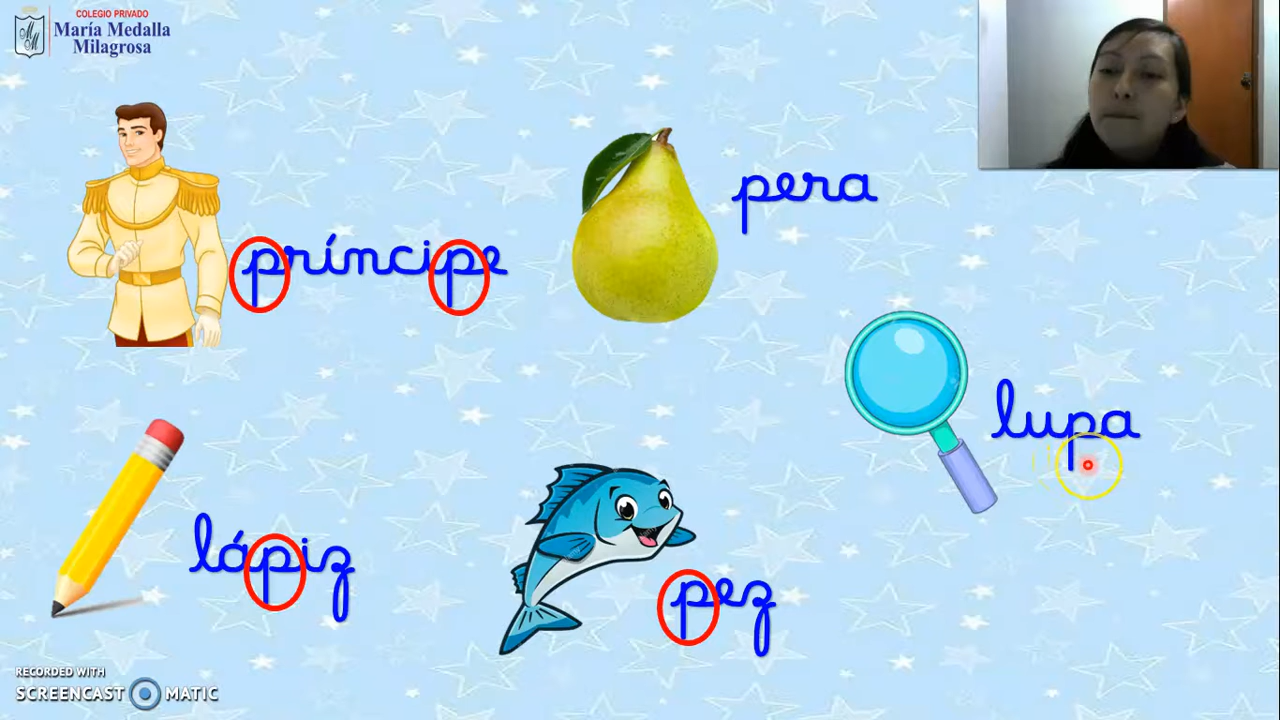 COLEGIO PRIVADO
María Medalla
Milagrosa
príncipe
pera
lupa
lápiz
pez
RECORDED WITH
SCREENCAST MATIC